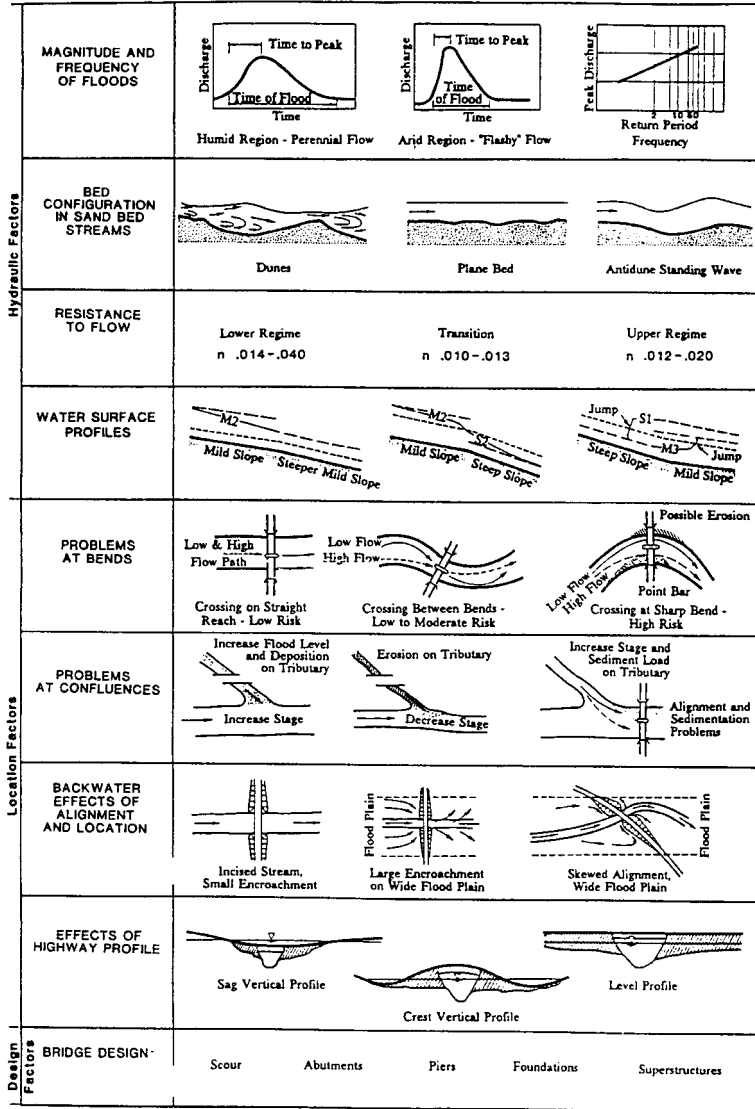 Hydraulic Factors
MAGNITUDE AND
FREQUENCY
OF FLOODS
Discharge
Time to Peak
Time of Flood
Time
Humid Region - Perennial Flow
Discharge
Time to Peak
Time
of Flood
Time
Arid Region - "Flashy" Flow
Peak Discharge
2 10 50
Return Period
Frequency
BED
CONFIGURATION
IN SAND BED
STREAMS
Dunes
Plane Bed
Antidune Standing Wave
RESISTANCE
TO FLOW
Lower Regime
n .014-.040
Transition
n .010-.013
Upper Regime
n .012-.020
WATER SURFACE
PROFILES
M2
Mild Slope
Steeper Mild Slope
M2
S2
Mild Slope
Steep Slope
Jump
S1
M3
Jump
Steep Slope
Mild Slope
Location Factors
PROBLEMS
AT BENDS
Low & High
Flow Path
Crossing on Straight
Reach - Low Risk
Low Flow
High Flow
Crossing Between Bends -
Low to Moderate Risk
Possible Erosion
Low Flow
High Flow
Point Bar
Crossing at Sharp Bend -
High Risk
PROBLEMS
AT CONFLUENCES
Increase Flood Level
and Deposition
on Tributary
Increase Stage
Erosion on Tributary
Decrease Stage
Increase Stage and
Sediment Load
on Tributary
Alignment and
Sedimentation
Problems
BACKWATER
EFFECTS OF
ALIGNMENT
AND LOCATION
Incised Stream,
Small Encroachment
Flood Plain
Large Encroachment
on Wide Flood Plain
Flood Plain
Flood Plain
Skewed Alignment,
Wide Flood Plain
EFFECTS OF
HIGHWAY PROFILE
Sag Vertical Profile
Crest Vertical Profile
Level Profile
Design
Factors
BRIDGE DESIGN
Scour
Abutments
Piers
Foundations
Superstructures